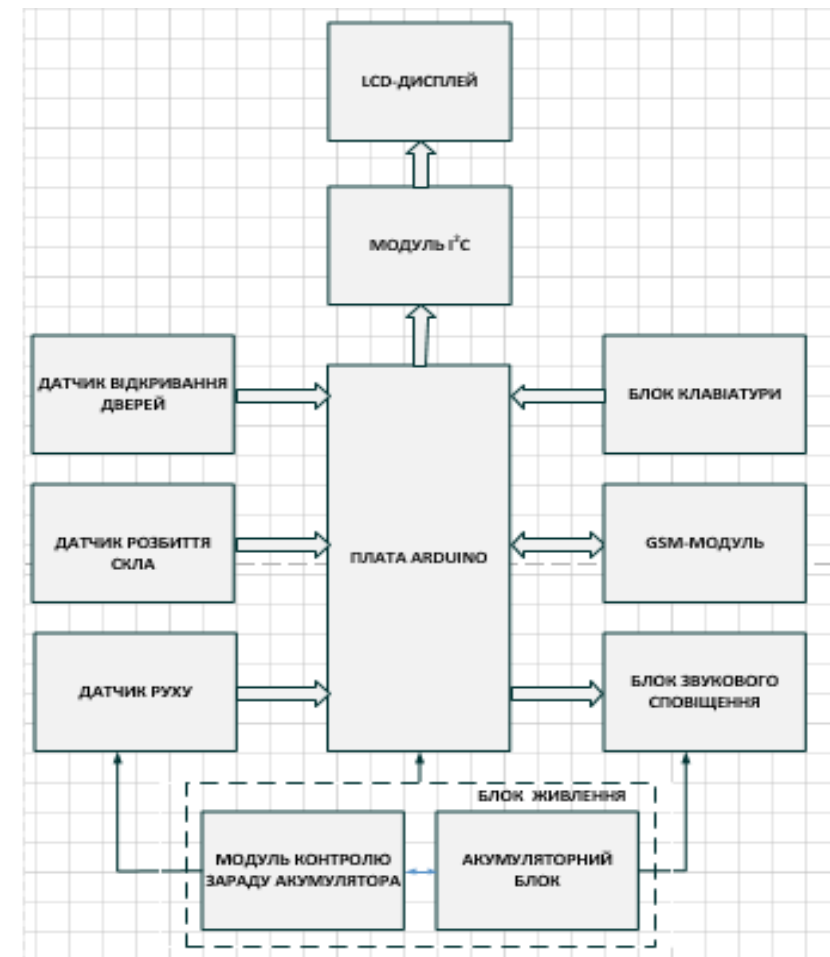 LCD-ДИСПЛЕЙ
МОДУЛЬ I²C
ДАТЧИК ВІДКРИВАННЯ
ДВЕРЕЙ
БЛОК КЛАВІАТУРИ
ДАТЧИК РОЗБИТТЯ
СКЛА
ПЛАТА ARDUINO
GSM-МОДУЛЬ
ДАТЧИК РУХУ
БЛОК ЗВУКОВОГО
СПОВІЩЕННЯ
БЛОК ЖИВЛЕННЯ
МОДУЛЬ КОНТРОЛЮ
ЗАРАДУ АКУМУЛЯТОРА
АКУМУЛЯТОРНИЙ
БЛОК